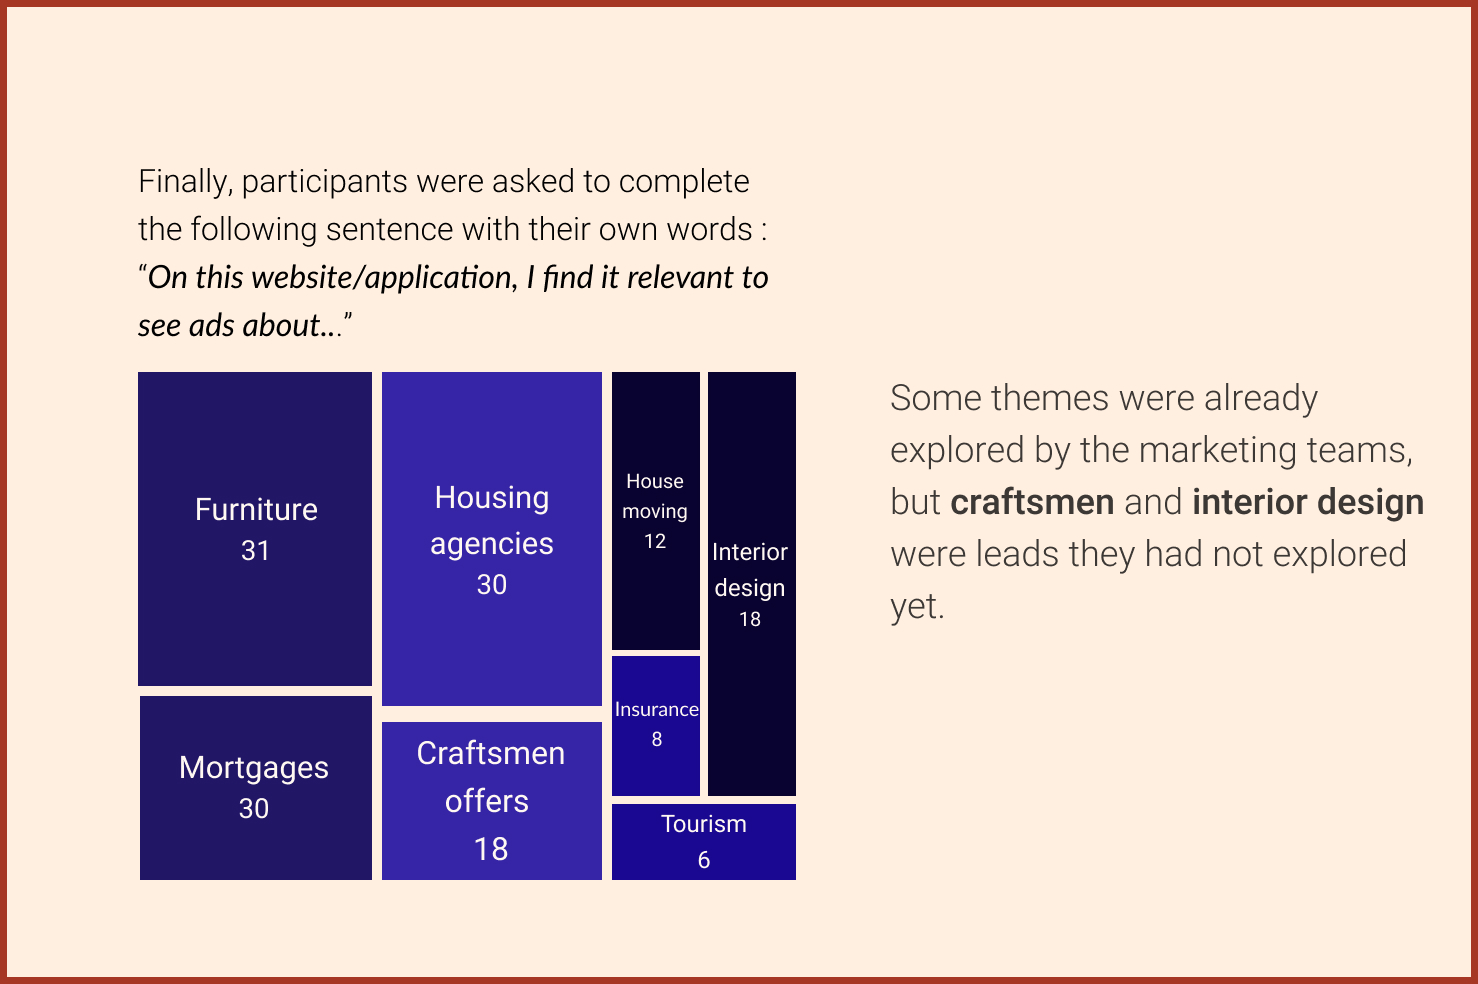 Finally, participants were asked to complete
the following sentence with their own words :
“On this website/application, I find it relevant to
see ads about...”
Furniture
31
Mortgages
30
Housing
agencies
30
Craftsmen
offers
18
House
moving
12
Insurance
8
Interior
design
18
Tourism
6
Some themes were already
explored by the marketing teams,
but craftsmen and interior design
were leads they had not explored
yet.